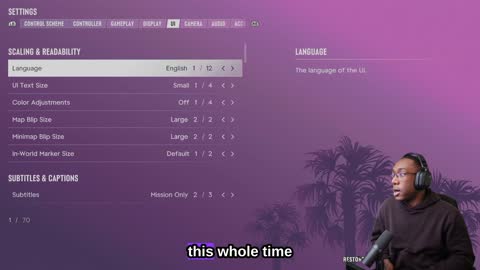 SETTINGS
CONTROL SCHEME CONTROLLER GAMEPLAY DISPLAY UI CAMERA AUDIO
SCALING & READABILITY
Language English 1 / 12
UI Text Size Small 1 / 4
Color Adjustments Off 1 / 4
Map Blip Size Large 2 / 2
Minimap Blip Size Large 2 / 2
In-World Marker Size Default 1 / 2
SUBTITLES & CAPTIONS
Subtitles Mission Only 2 / 3
1 / 70
LANGUAGE
The language of the UI.
this whole time